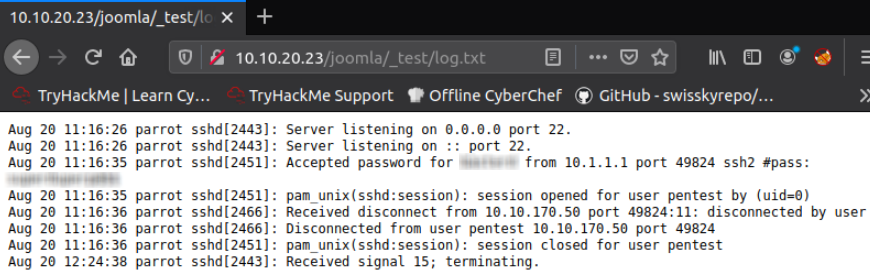 10.10.20.23/joomla/_test/lo
10.10.20.23/joomla/_test/log.txt
TryHackMe | Learn Cy... TryHackMe Support Offline CyberChef GitHub - swisskyrepo/...
Aug 20 11:16:26 parrot sshd[2443]: Server listening on 0.0.0.0 port 22.
Aug 20 11:16:26 parrot sshd[2443]: Server listening on :: port 22.
Aug 20 11:16:35 parrot sshd[2451]: Accepted password for from 10.1.1.1 port 49824 ssh2 #pass:
Aug 20 11:16:35 parrot sshd[2451]: pam_unix(sshd:session): session opened for user pentest by (uid=0)
Aug 20 11:16:36 parrot sshd[2466]: Received disconnect from 10.10.170.50 port 49824:11: disconnected by user
Aug 20 11:16:36 parrot sshd[2466]: Disconnected from user pentest 10.10.170.50 port 49824
Aug 20 11:16:36 parrot sshd[2451]: pam_unix(sshd:session): session closed for user pentest
Aug 20 12:24:38 parrot sshd[2443]: Received signal 15; terminating.